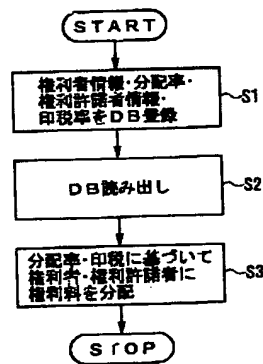 START
権利者情報・分配率・
権利許諾者情報・
印税率をDB登録
S1
DB読み出し
S2
分配率・印税に基づいて
権利者・権利許諾者に
権利料を分配
S3
STOP